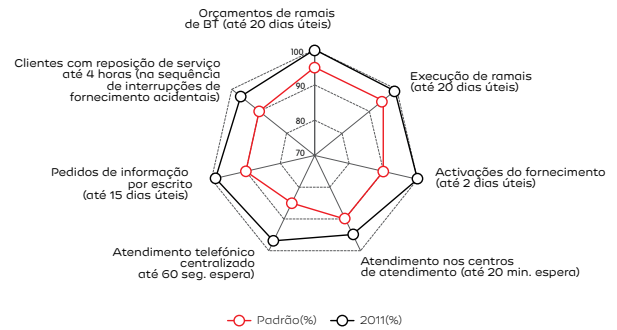 Orçamentos de ramais
de BT (até 20 dias úteis)
100
90
80
70
Clientes com reposição de serviço
até 4 horas (na sequência
de interrupções de
fornecimento acidentais)
Execução de ramais
(até 20 dias úteis)
Pedidos de informação
por escrito
(até 15 dias úteis)
Activações do fornecimento
(até 2 dias úteis)
Atendimento telefónico
centralizado
até 60 seg. espera)
Atendimento nos centros
de atendimento (até 20 min. espera)
Padrão(%)
2011(%)